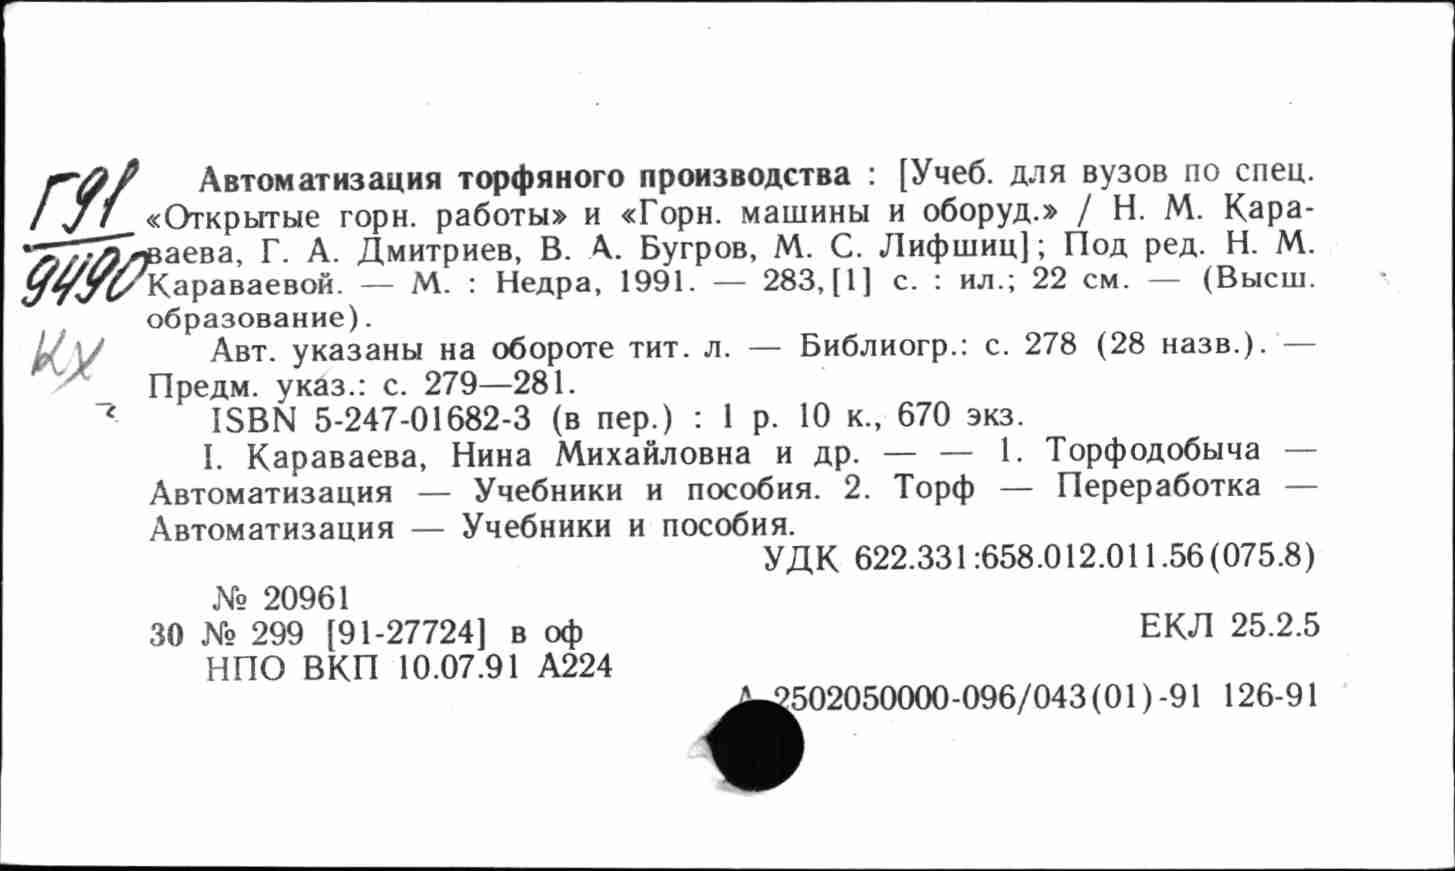 Г91
9490
кх
Автоматизация торфяного производства : [Учеб. для вузов по спец.
«Открытые горн. работы» и «Горн. машины и оборуд.» / Н. М. Кара-
ваева, Г. А. Дмитриев, В. А. Бугров, М. С. Лифшиц]; Под ред. Н. М.
Караваевой. — М. : Недра, 1991. — 283,[1] с. : ил.; 22 см. — (Высш.
образование).
Авт. указаны на обороте тит. л. — Библиогр.: с. 278 (28 назв.). —
Предм. указ.: с. 279—281.
ISBN 5-247-01682-3 (в пер.) : 1 р. 10 к., 670 экз.
I. Караваева, Нина Михайловна и др. — — 1. Торфодобыча —
Автоматизация — Учебники и пособия. 2. Торф — Переработка —
Автоматизация — Учебники и пособия.
УДК 622.331:658.012.011.56(075.8)
№ 20961
30 № 299 [91-27724] в оф
ЕКЛ 25.2.5
НПО ВКП 10.07.91 А224
2502050000-096/043(01)-91 126-91